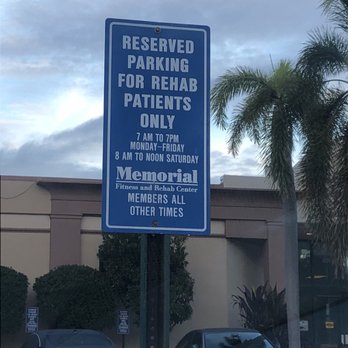 RESERVED
PARKING
FOR REHAB
PATIENTS
ONLY
7 AM TO 7PM
MONDAY-FRIDAY
8 AM TO NOON SATURDAY
Memorial
Fitness and Rehab Center
MEMBERS ALL
OTHER TIMES